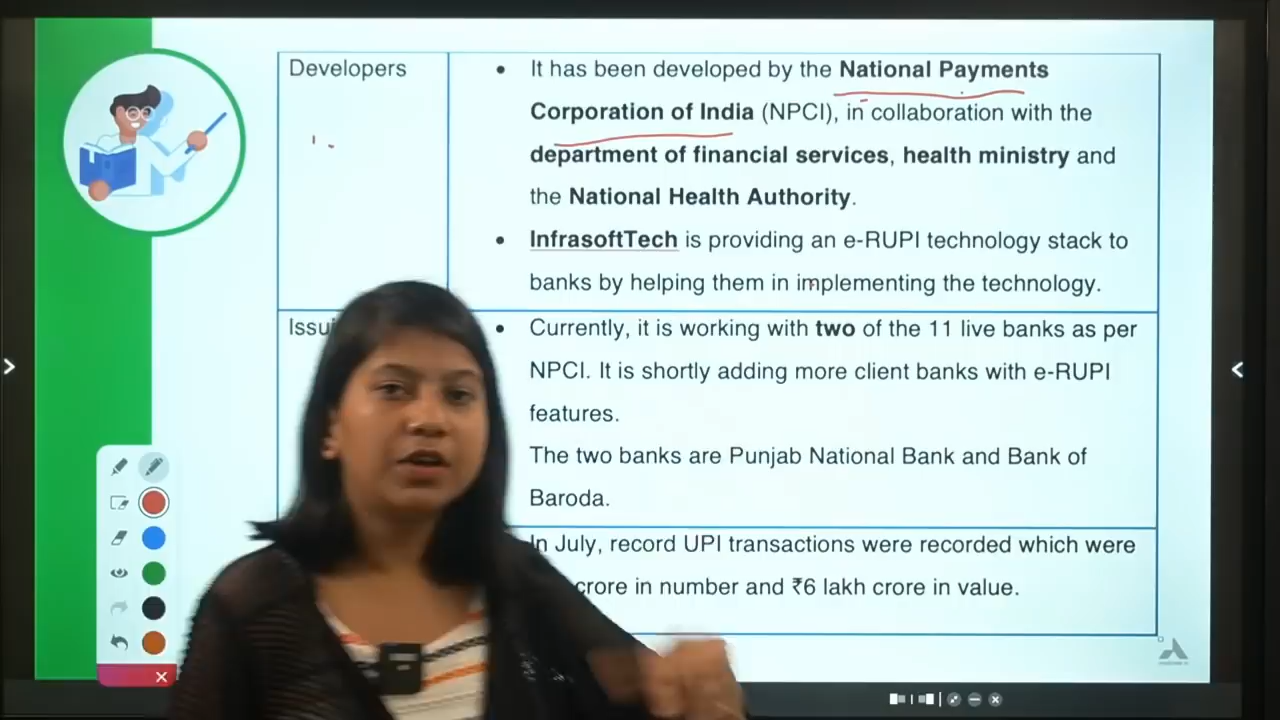 Developers
• It has been developed by the National Payments
Corporation of India (NPCI), in collaboration with the
department of financial services, health ministry and
the National Health Authority.
• InfrasoftTech is providing an e-RUPI technology stack to
banks by helping them in implementing the technology.
• Currently, it is working with two of the 11 live banks as per
NPCI. It is shortly adding more client banks with e-RUPI
features.
The two banks are Punjab National Bank and Bank of
Baroda.
In July, record UPI transactions were recorded which were
crore in number and ₹6 lakh crore in value.